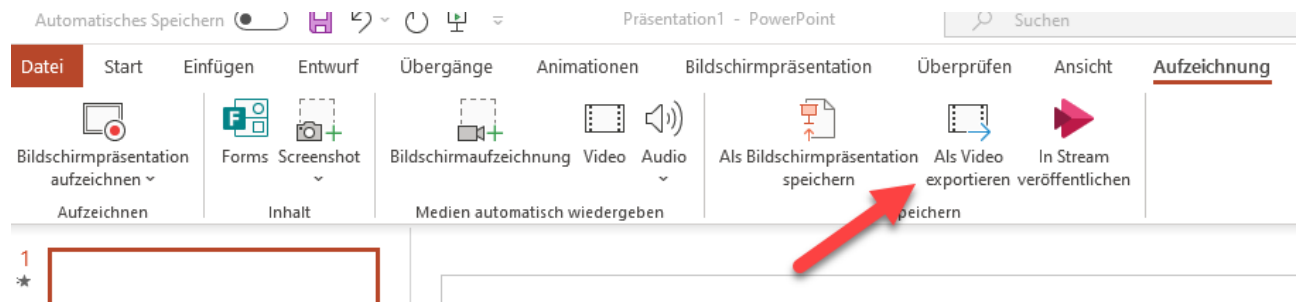 Automatisches Speichern
Präsentation1 - PowerPoint
Suchen
Datei Start Einfügen Entwurf Übergänge Animationen Bildschirmpräsentation Überprüfen Ansicht Aufzeichnung
Bildschirmpräsentation
aufzeichnen
Forms
Screenshot
Bildschirmaufzeichnung
Video
Audio
Als Bildschirmpräsentation
speichern
Als Video
exportieren
In Stream
veröffentlichen
Aufzeichnen
Inhalt
Medien automatisch wiedergeben
peichern
1